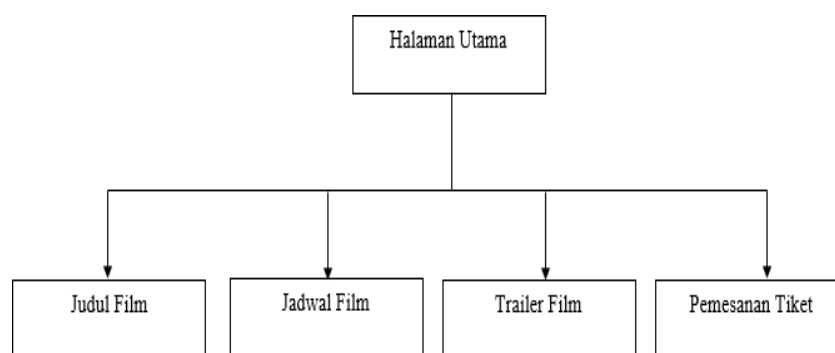 Halaman Utama
Judul Film
Jadwal Film
Trailer Film
Pemesanan Tiket